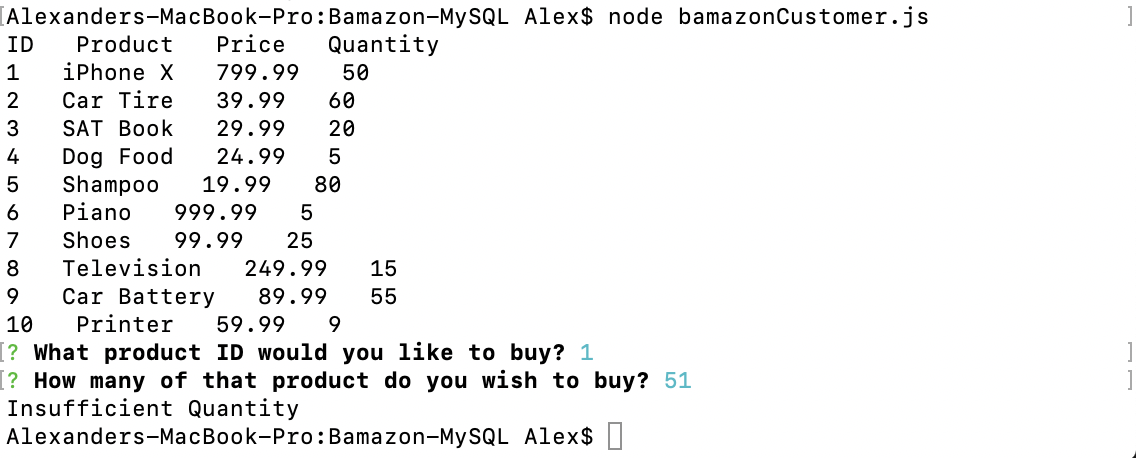 [Alexanders-MacBook-Pro:Bamazon-MySQL Alex$ node bamazonCustomer.js ]
ID   Product   Price   Quantity
1   iPhone X   799.99   50
2   Car Tire   39.99   60
3   SAT Book   29.99   20
4   Dog Food   24.99   5
5   Shampoo   19.99   80
6   Piano   999.99   5
7   Shoes   99.99   25
8   Television   249.99   15
9   Car Battery   89.99   55
10   Printer   59.99   9
[? What product ID would you like to buy? 1 ]
[? How many of that product do you wish to buy? 51 ]
Insufficient Quantity
Alexanders-MacBook-Pro:Bamazon-MySQL Alex$